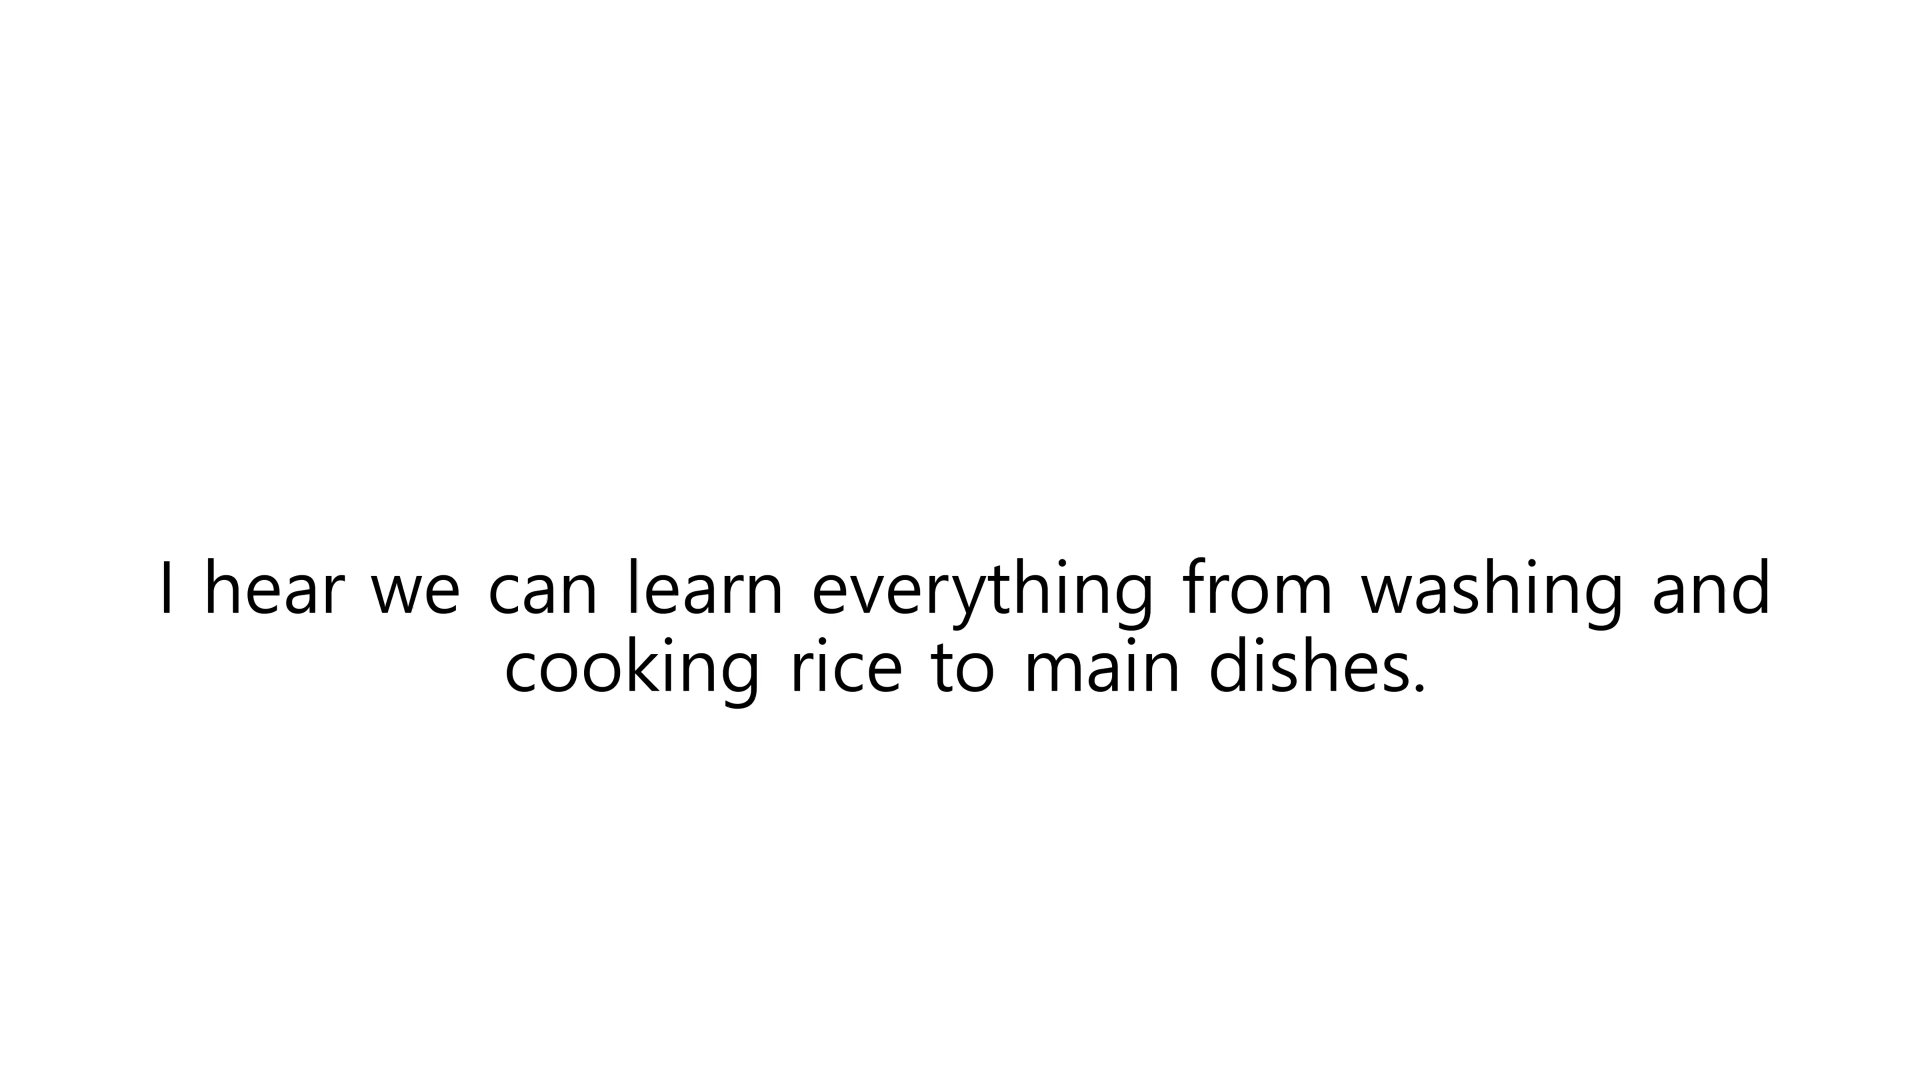 I hear we can learn everything from washing and
cooking rice to main dishes.